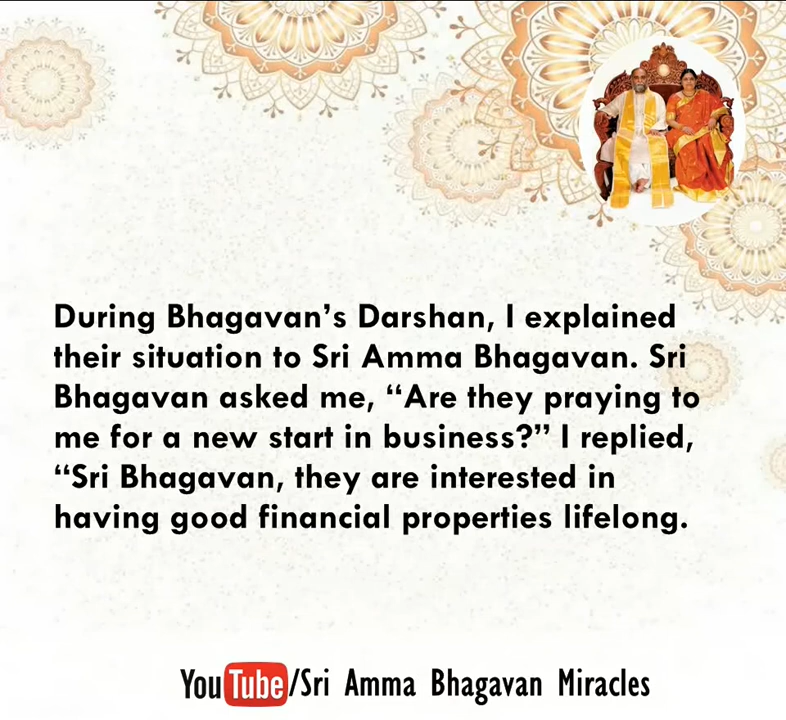 During Bhagavan’s Darshan, I explained
their situation to Sri Amma Bhagavan. Sri
Bhagavan asked me, “Are they praying to
me for a new start in business?” I replied,
“Sri Bhagavan, they are interested in
having good financial properties lifelong.
YouTube/Sri Amma Bhagavan Miracles